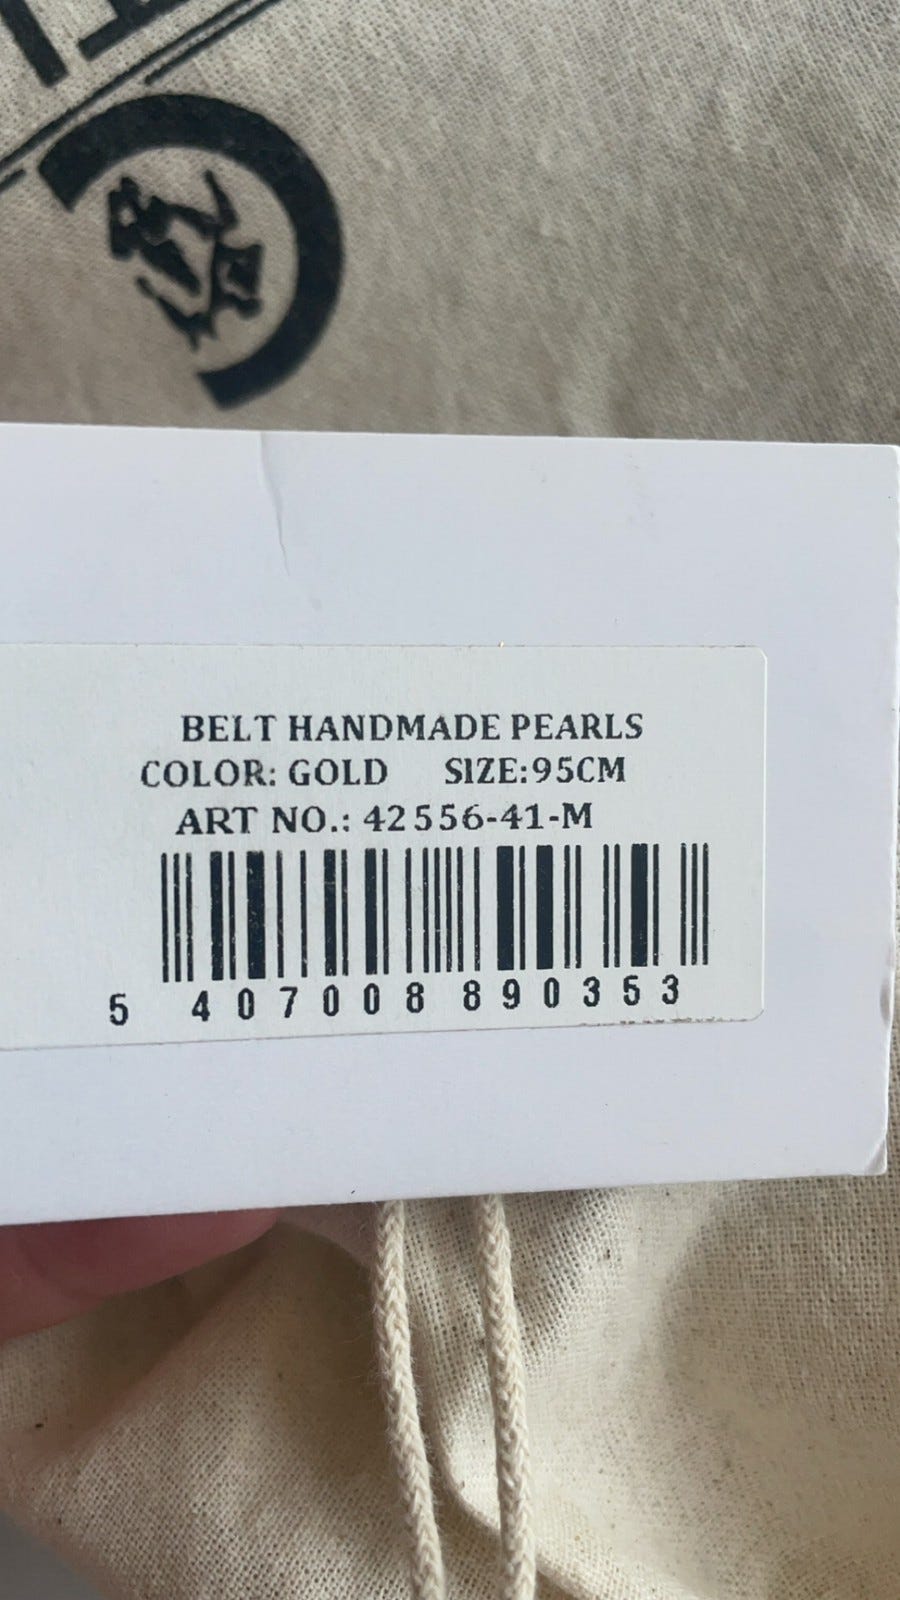 BELT HANDMADE PEARLS
COLOR: GOLD SIZE:95CM
ART NO.: 42556-41-M
5 407008 890353